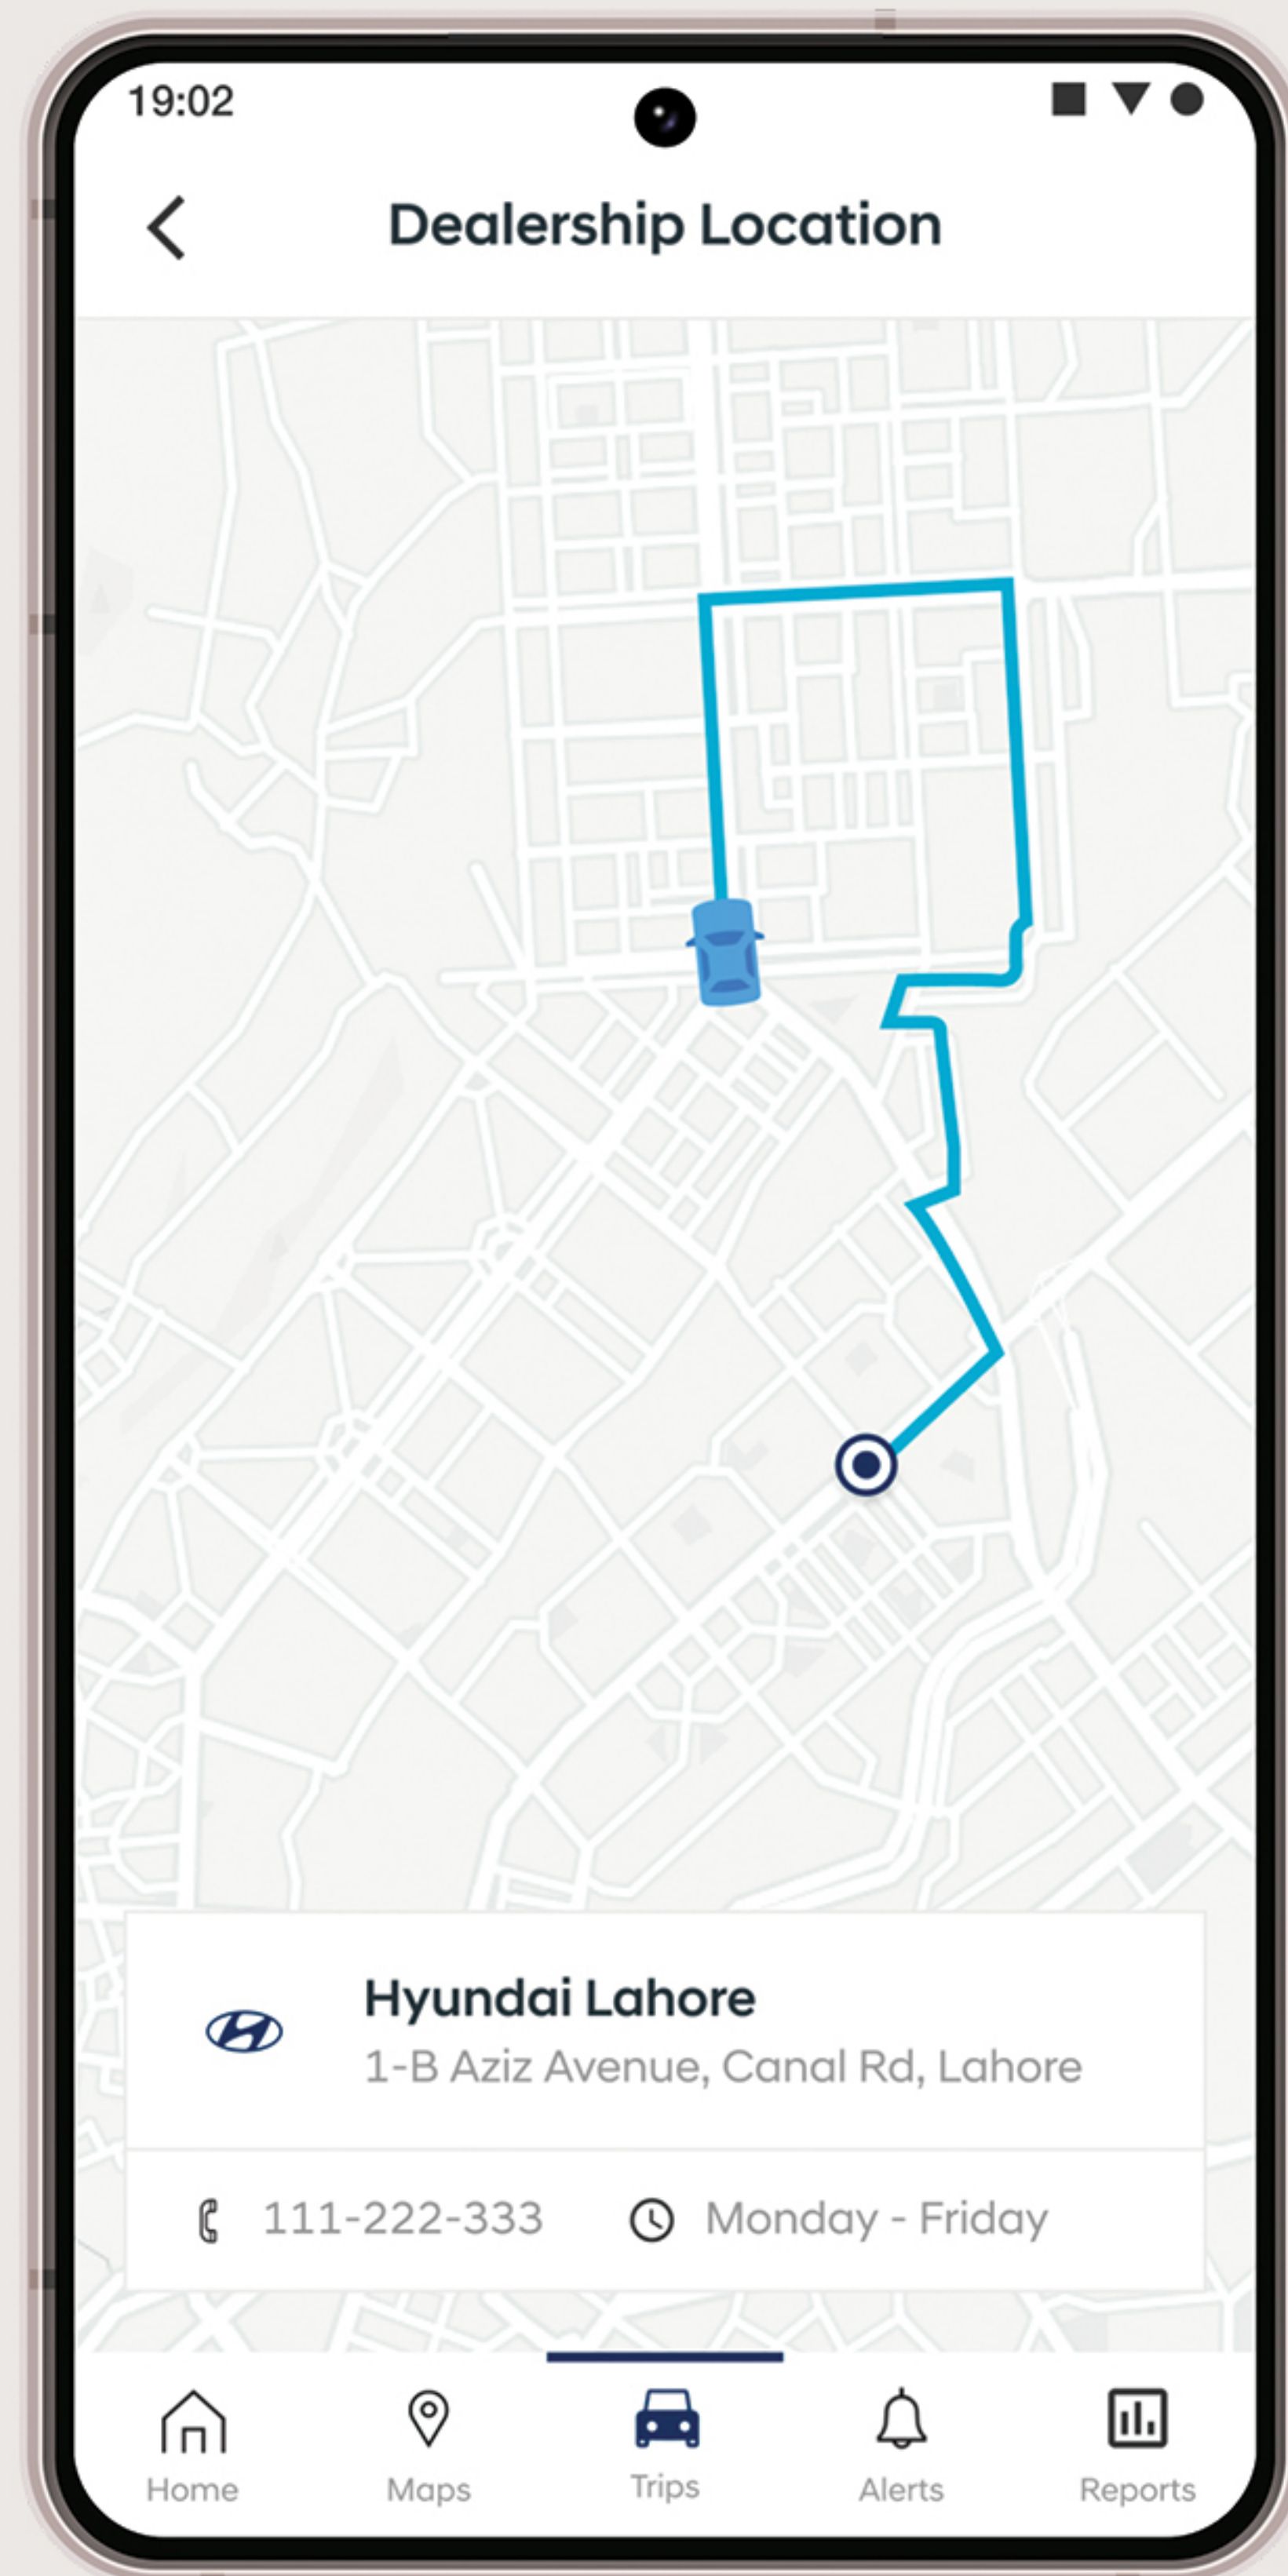 19:02
Dealership Location
Hyundai Lahore
1-B Aziz Avenue, Canal Rd, Lahore
111-222-333 Monday - Friday
Home Maps Trips Alerts Reports